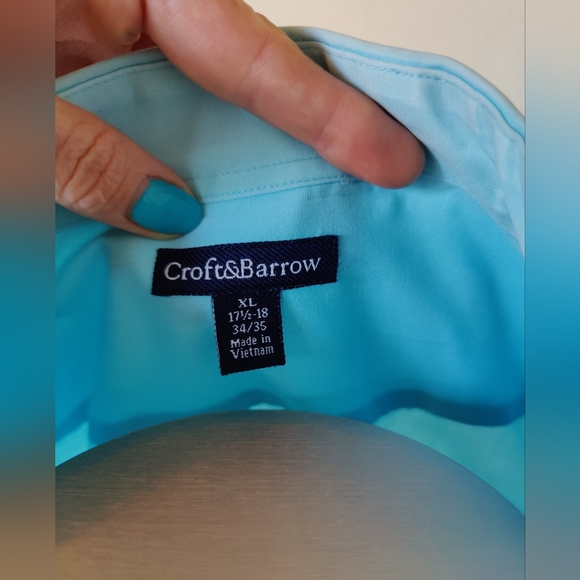 Croft&Barrow
XL
17½-18
34/35
Made in
Vietnam